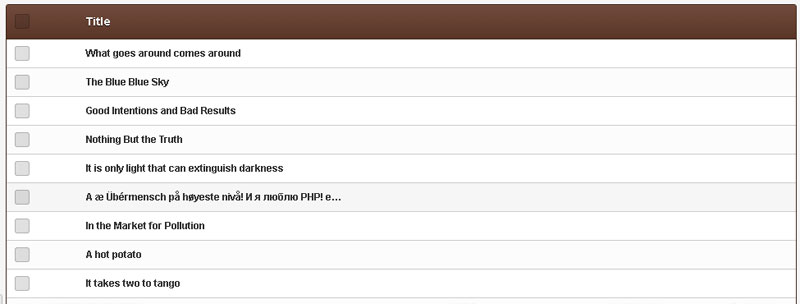 Title
What goes around comes around
The Blue Blue Sky
Good Intentions and Bad Results
Nothing But the Truth
It is only light that can extinguish darkness
A æ Übérmensch på høyeste nivå! И я люблю PHP! е...
In the Market for Pollution
A hot potato
It takes two to tango